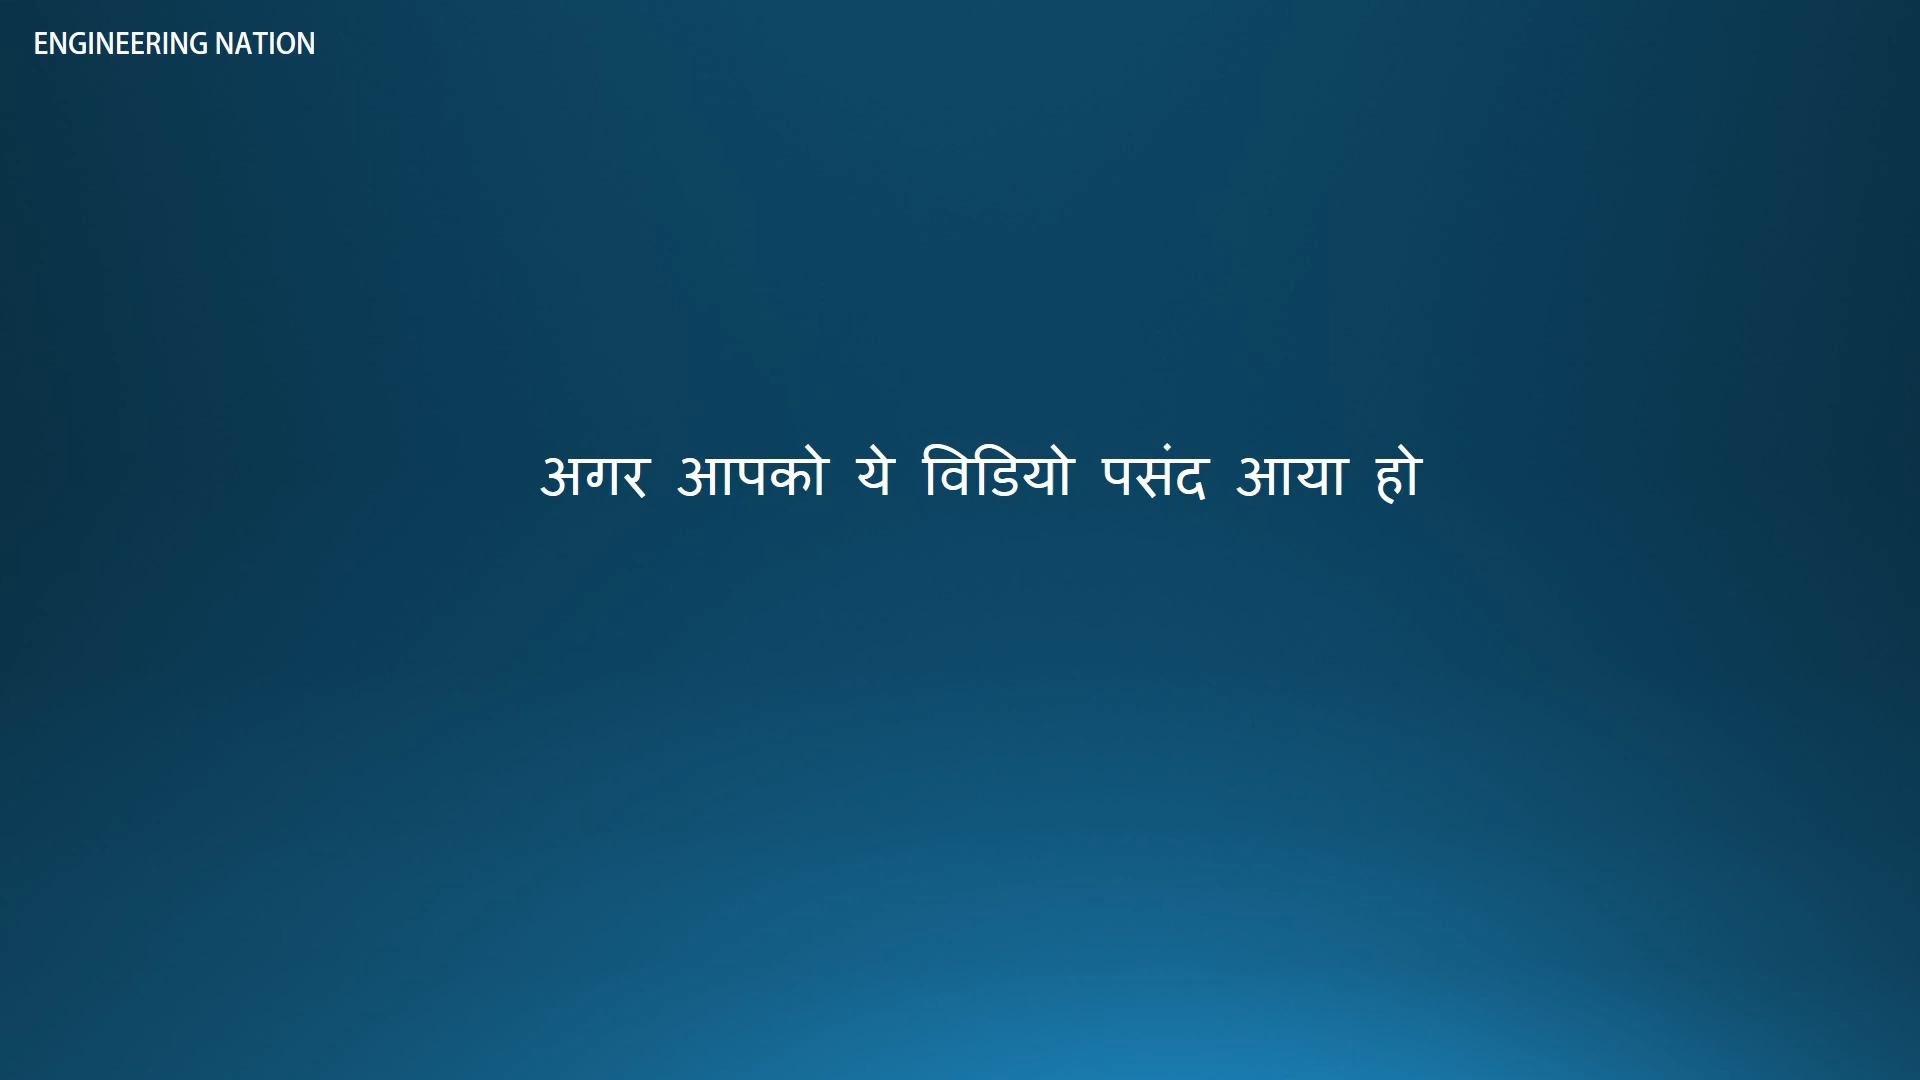 ENGINEERING NATION
अगर आपको ये विडियो पसंद आया हो